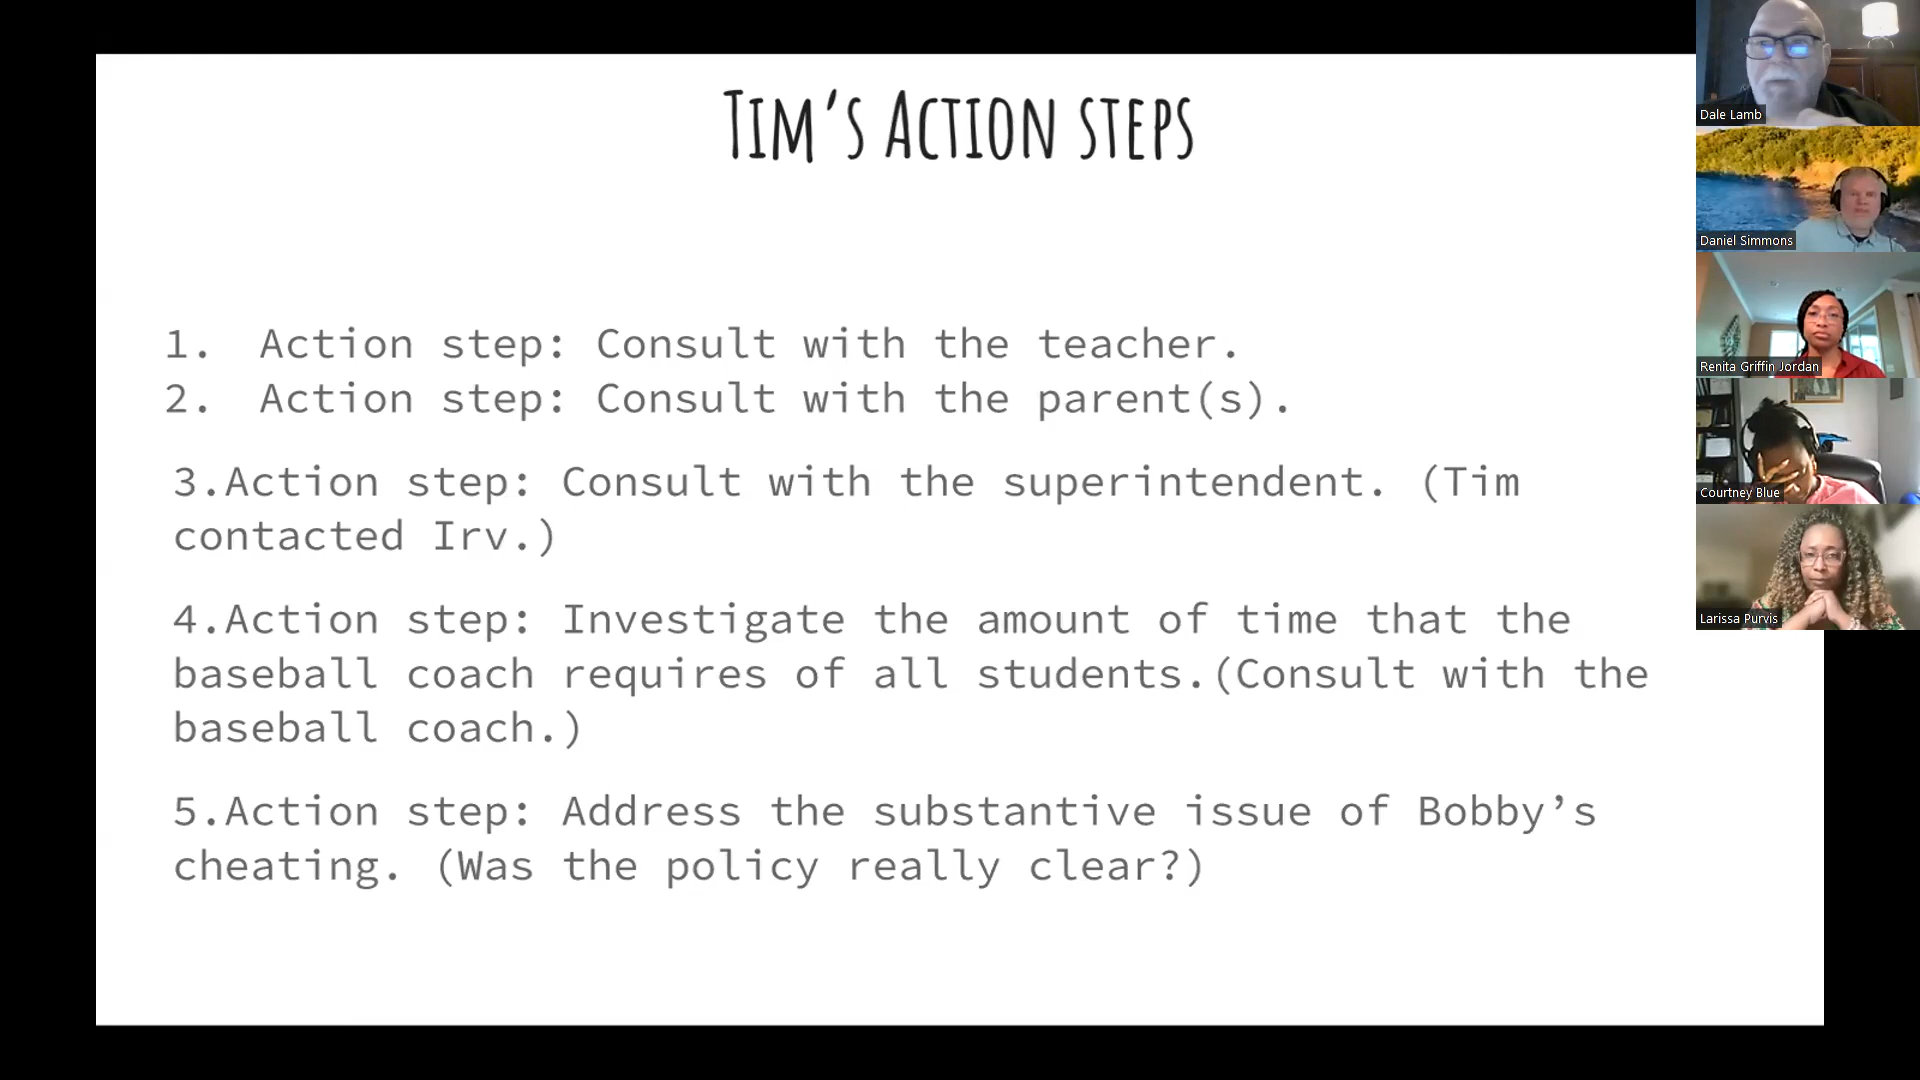 Tim’s Action steps
1. Action step: Consult with the teacher.
2. Action step: Consult with the parent(s).
3.Action step: Consult with the superintendent. (Tim
contacted Irv.)
4.Action step: Investigate the amount of time that the
baseball coach requires of all students.(Consult with the
baseball coach.)
5.Action step: Address the substantive issue of Bobby’s
cheating. (Was the policy really clear?)
Dale Lamb
Daniel Simmons
Renita Griffin Jordan
Courtney Blue
Larissa Purvis